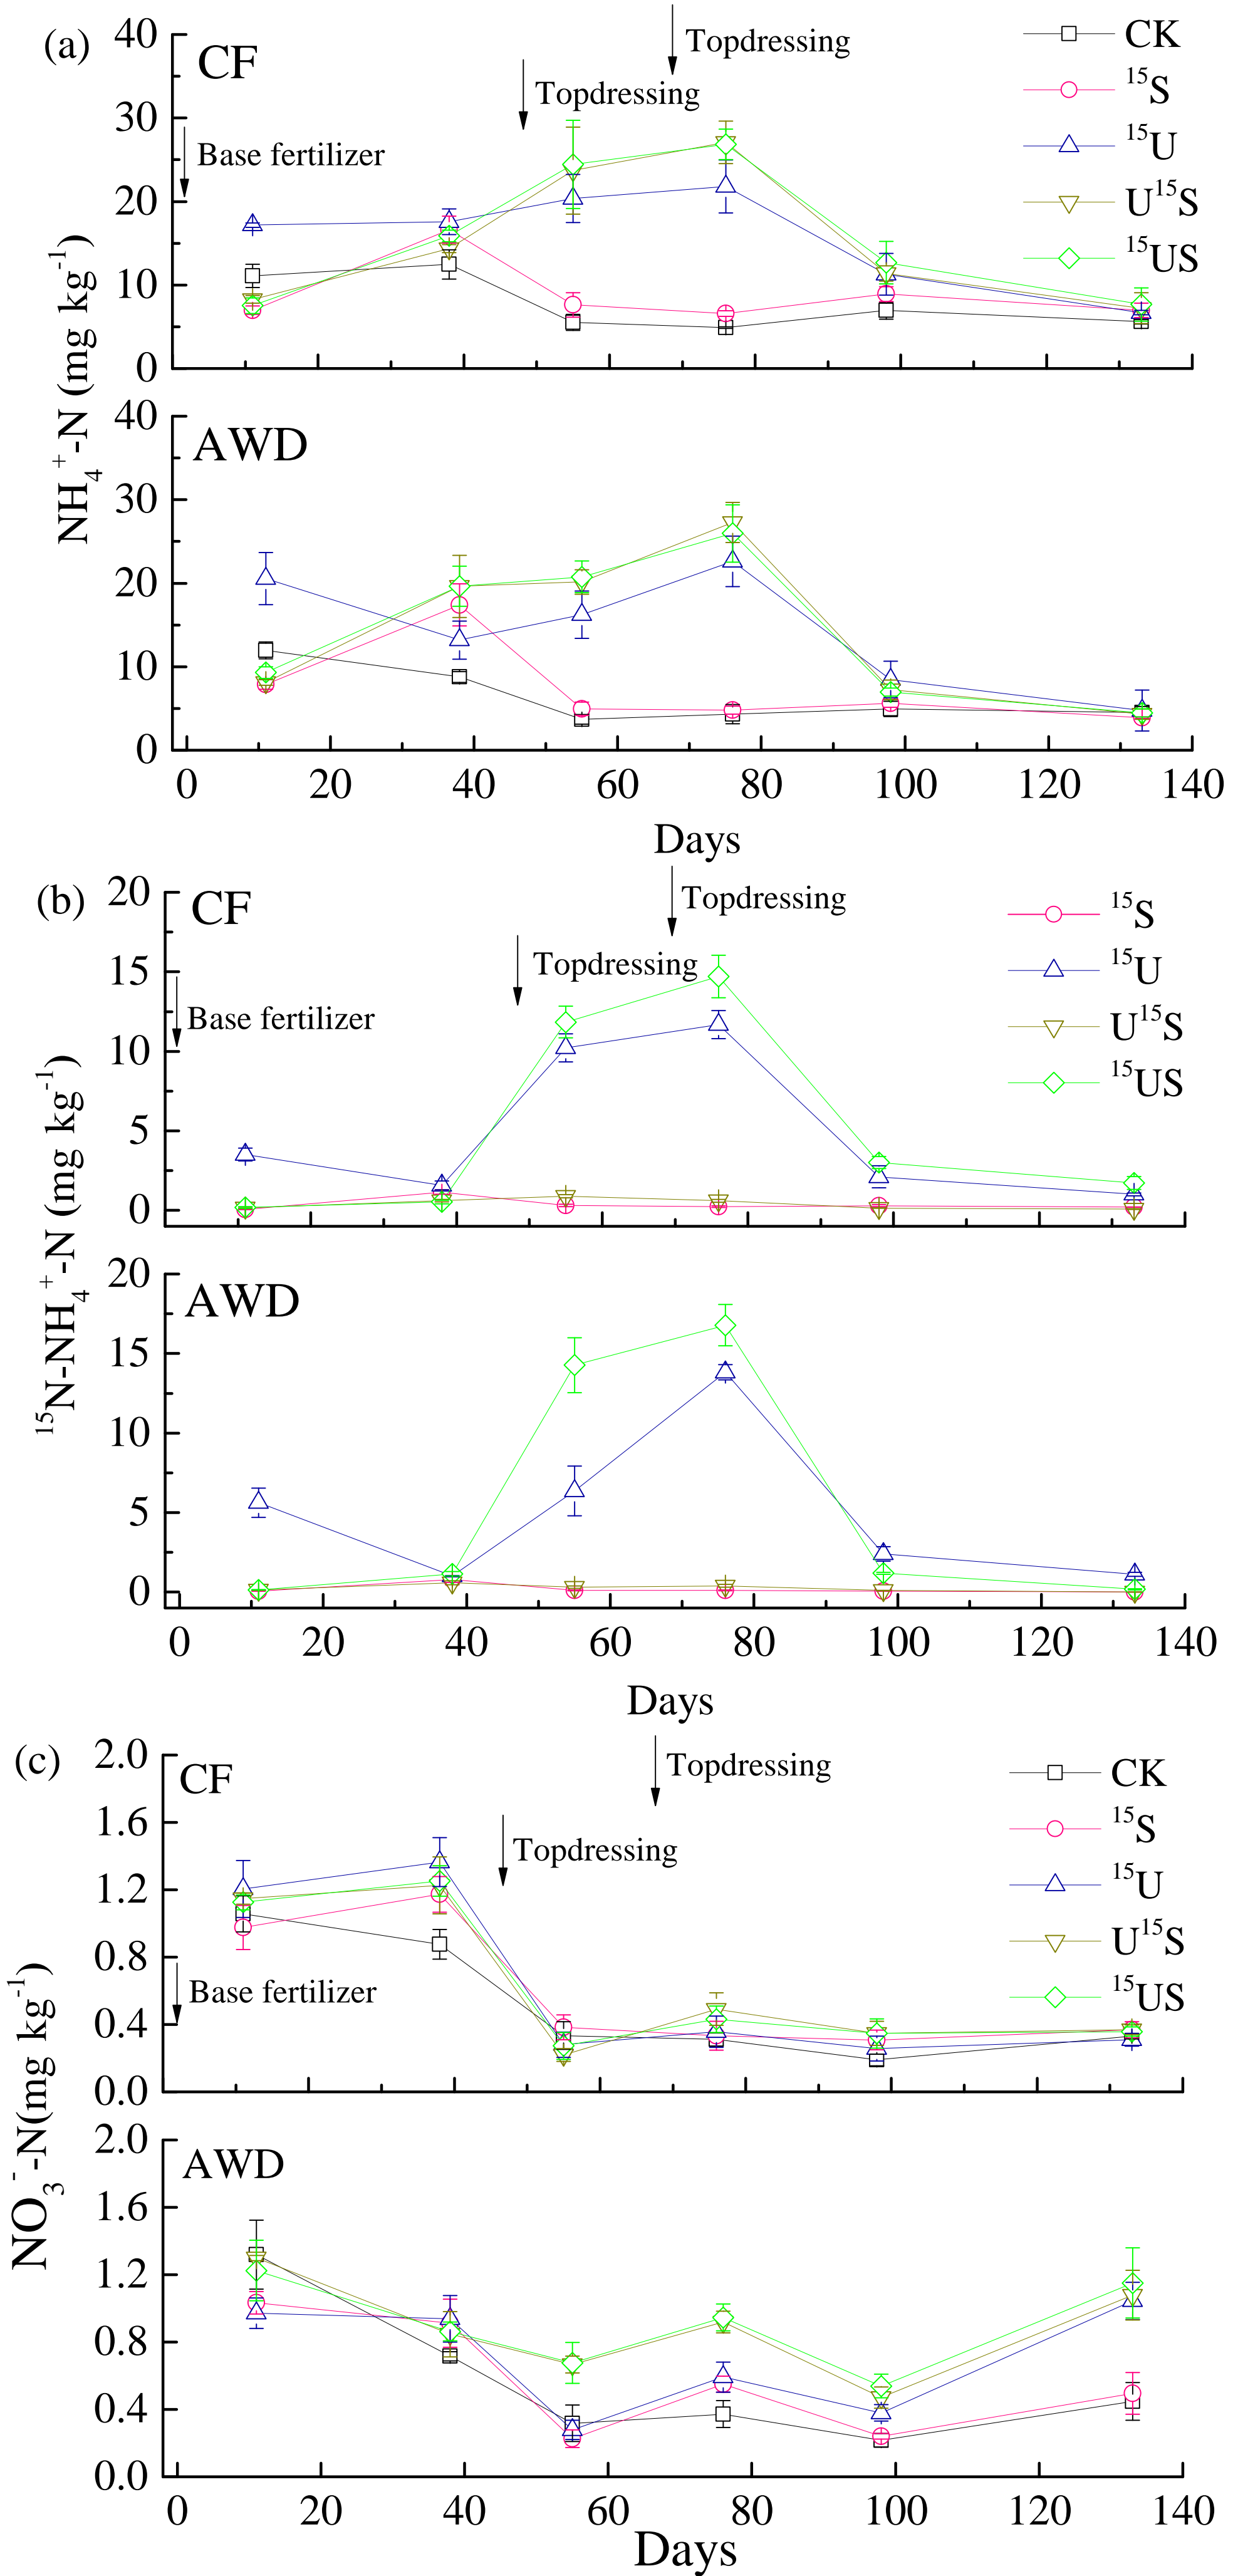 (a)
CF
Topdressing
Topdressing
Base fertilizer
CK
¹⁵S
¹⁵U
U¹⁵S
¹⁵US
40
30
20
10
0
NH₄⁺-N (mg kg⁻¹)
AWD
40
30
20
10
0
0 20 40 60 80 100 120 140
Days
(b)
CF
Topdressing
Topdressing
Base fertilizer
¹⁵S
¹⁵U
U¹⁵S
¹⁵US
20
15
10
5
0
¹⁵N-NH₄⁺-N (mg kg⁻¹)
AWD
20
15
10
5
0
0 20 40 60 80 100 120 140
Days
(c)
CF
Topdressing
Topdressing
Base fertilizer
CK
¹⁵S
¹⁵U
U¹⁵S
¹⁵US
2.0
1.6
1.2
0.8
0.4
0.0
NO₃⁻-N(mg kg⁻¹)
AWD
2.0
1.6
1.2
0.8
0.4
0.0
0 20 40 60 80 100 120 140
Days